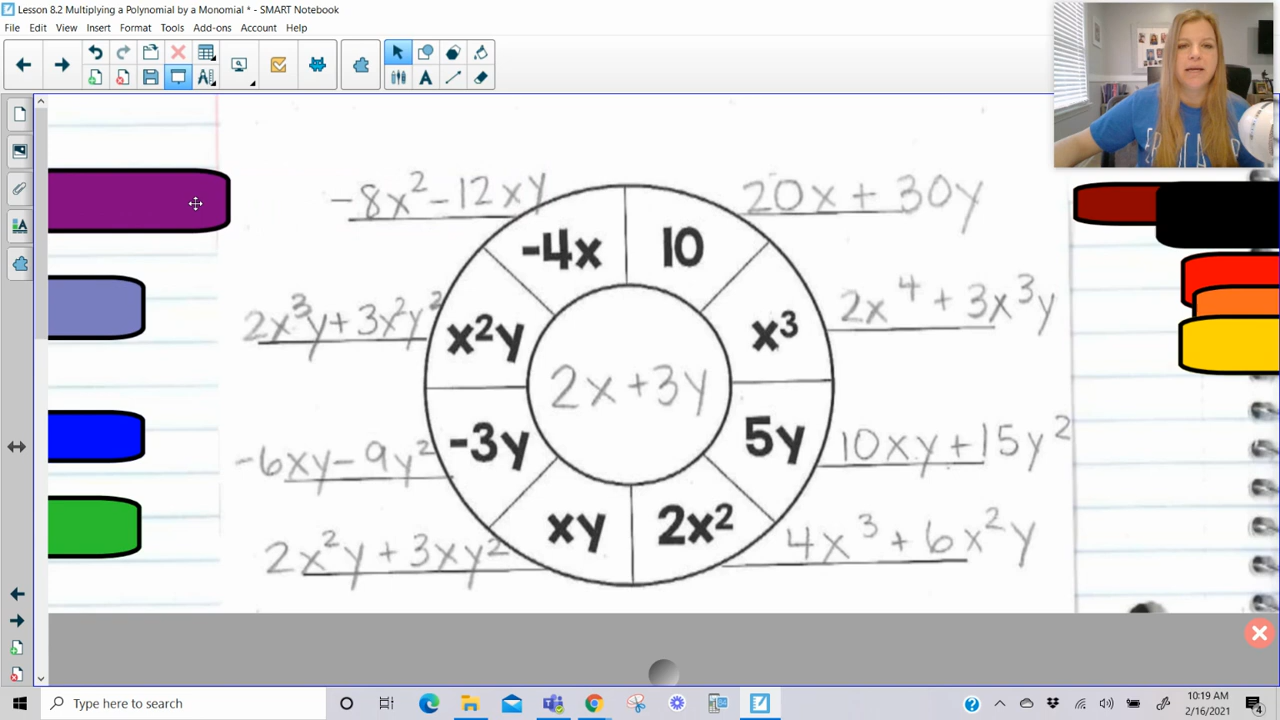 Lesson 8.2 Multiplying a Polynomial by a Monomial * - SMART Notebook
File Edit View Insert Format Tools Add-ons Account Help
-8x² - 12xy
20x + 30y
-4x 10
2x³y + 3x²y²
2x⁴ + 3x³y
x²y x³
2x + 3y
-6xy - 9y²
-3y 5y
10xy + 15y²
2x²y + 3xy²
xy 2x²
4x³ + 6x²y
Type here to search
10:19 AM
2/16/2021
4